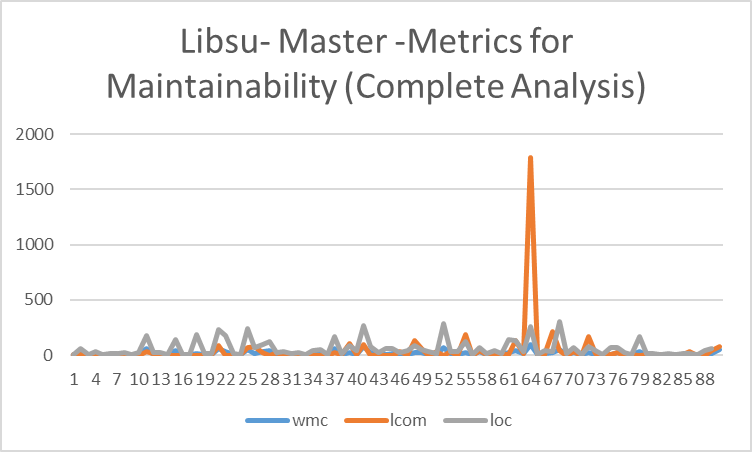 Libsu- Master -Metrics for
Maintainability (Complete Analysis)
2000
1500
1000
500
0
1 4 7 10 13 16 19 22 25 28 31 34 37 40 43 46 49 52 55 58 61 64 67 70 73 76 79 82 85 88
wmc lcom loc